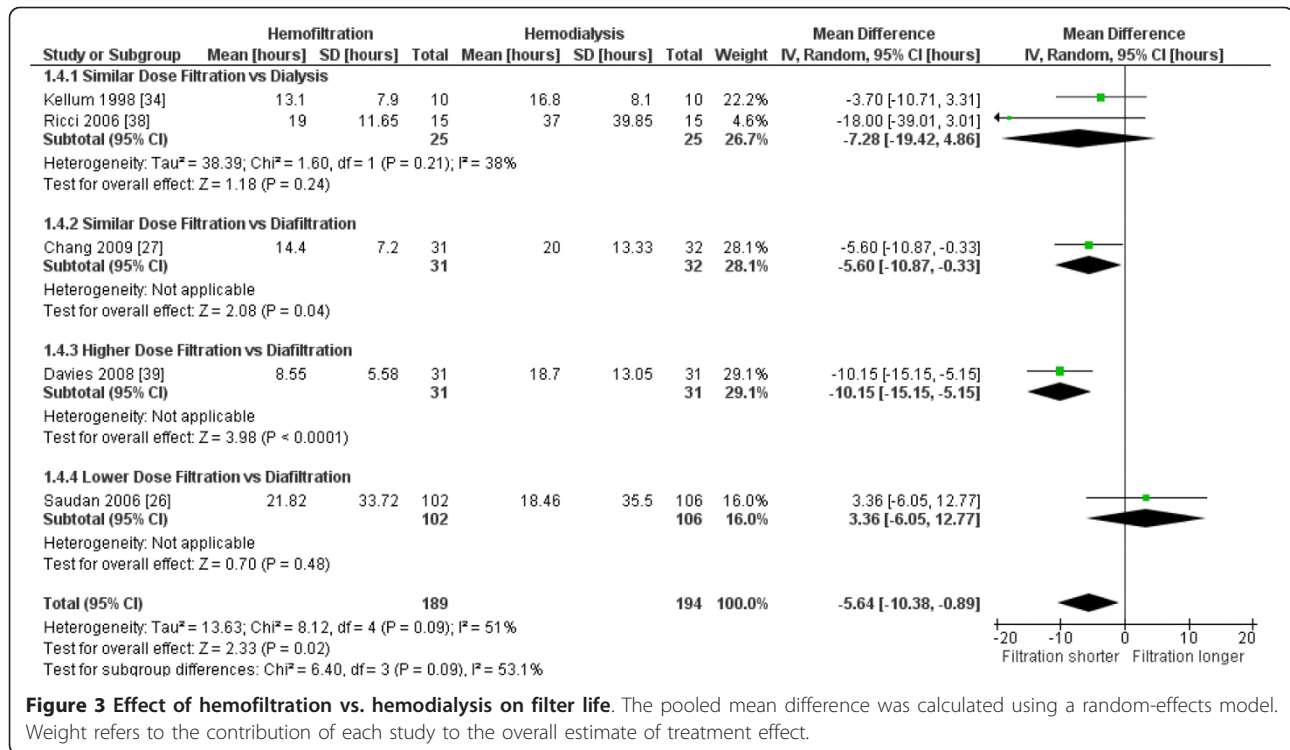 Hemofiltration Hemodialysis Mean Difference Mean Difference
Study or Subgroup Mean [hours] SD [hours] Total Mean [hours] SD [hours] Total Weight IV, Random, 95% CI [hours] IV, Random, 95% CI [hours]
1.4.1 Similar Dose Filtration vs Dialysis
Kellum 1998 [34] 13.1 7.9 10 16.8 8.1 10 22.2% -3.70 [-10.71, 3.31]
Ricci 2006 [38] 19 11.65 15 37 39.85 15 4.6% -18.00 [-39.01, 3.01]
Subtotal (95% CI) 25 25 26.7% -7.28 [-19.42, 4.86]
Heterogeneity: Tau² = 38.39; Chi² = 1.60, df = 1 (P = 0.21); I² = 38%
Test for overall effect: Z = 1.18 (P = 0.24)
1.4.2 Similar Dose Filtration vs Diafiltration
Chang 2009 [27] 14.4 7.2 31 20 13.33 32 28.1% -5.60 [-10.87, -0.33]
Subtotal (95% CI) 31 32 28.1% -5.60 [-10.87, -0.33]
Heterogeneity: Not applicable
Test for overall effect: Z = 2.08 (P = 0.04)
1.4.3 Higher Dose Filtration vs Diafiltration
Davies 2008 [39] 8.55 5.58 31 18.7 13.05 31 29.1% -10.15 [-15.15, -5.15]
Subtotal (95% CI) 31 31 29.1% -10.15 [-15.15, -5.15]
Heterogeneity: Not applicable
Test for overall effect: Z = 3.98 (P < 0.0001)
1.4.4 Lower Dose Filtration vs Diafiltration
Saudan 2006 [26] 21.82 33.72 102 18.46 35.5 106 16.0% 3.36 [-6.05, 12.77]
Subtotal (95% CI) 102 106 16.0% 3.36 [-6.05, 12.77]
Heterogeneity: Not applicable
Test for overall effect: Z = 0.70 (P = 0.48)
Total (95% CI) 189 194 100.0% -5.64 [-10.38, -0.89]
Heterogeneity: Tau² = 13.63; Chi² = 8.12, df = 4 (P = 0.09); I² = 51%
Test for overall effect: Z = 2.33 (P = 0.02)
Test for subgroup differences: Chi² = 6.40, df = 3 (P = 0.09), I² = 53.1%
-20 -10 0 10 20
Filtration shorter Filtration longer
Figure 3 Effect of hemofiltration vs. hemodialysis on filter life. The pooled mean difference was calculated using a random-effects model.
Weight refers to the contribution of each study to the overall estimate of treatment effect.